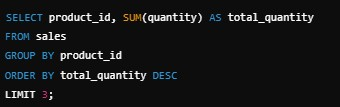 SELECT product_id, SUM(quantity) AS total_quantity
FROM sales
GROUP BY product_id
ORDER BY total_quantity DESC
LIMIT 3;